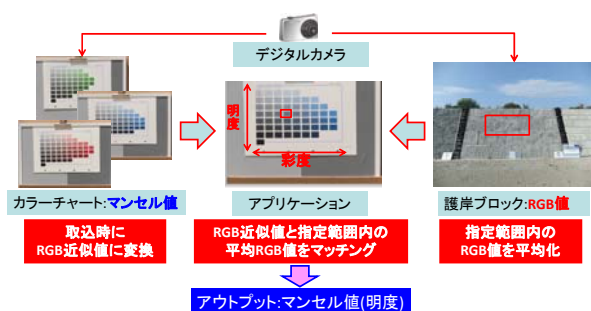 デジタルカメラ
明度
彩度
カラーチャート:マンセル値
アプリケーション
護岸ブロック:RGB値
取込時に
RGB近似値に変換
RGB近似値と指定範囲内の
平均RGB値をマッチング
指定範囲内の
RGB値を平均化
アウトプット:マンセル値(明度)